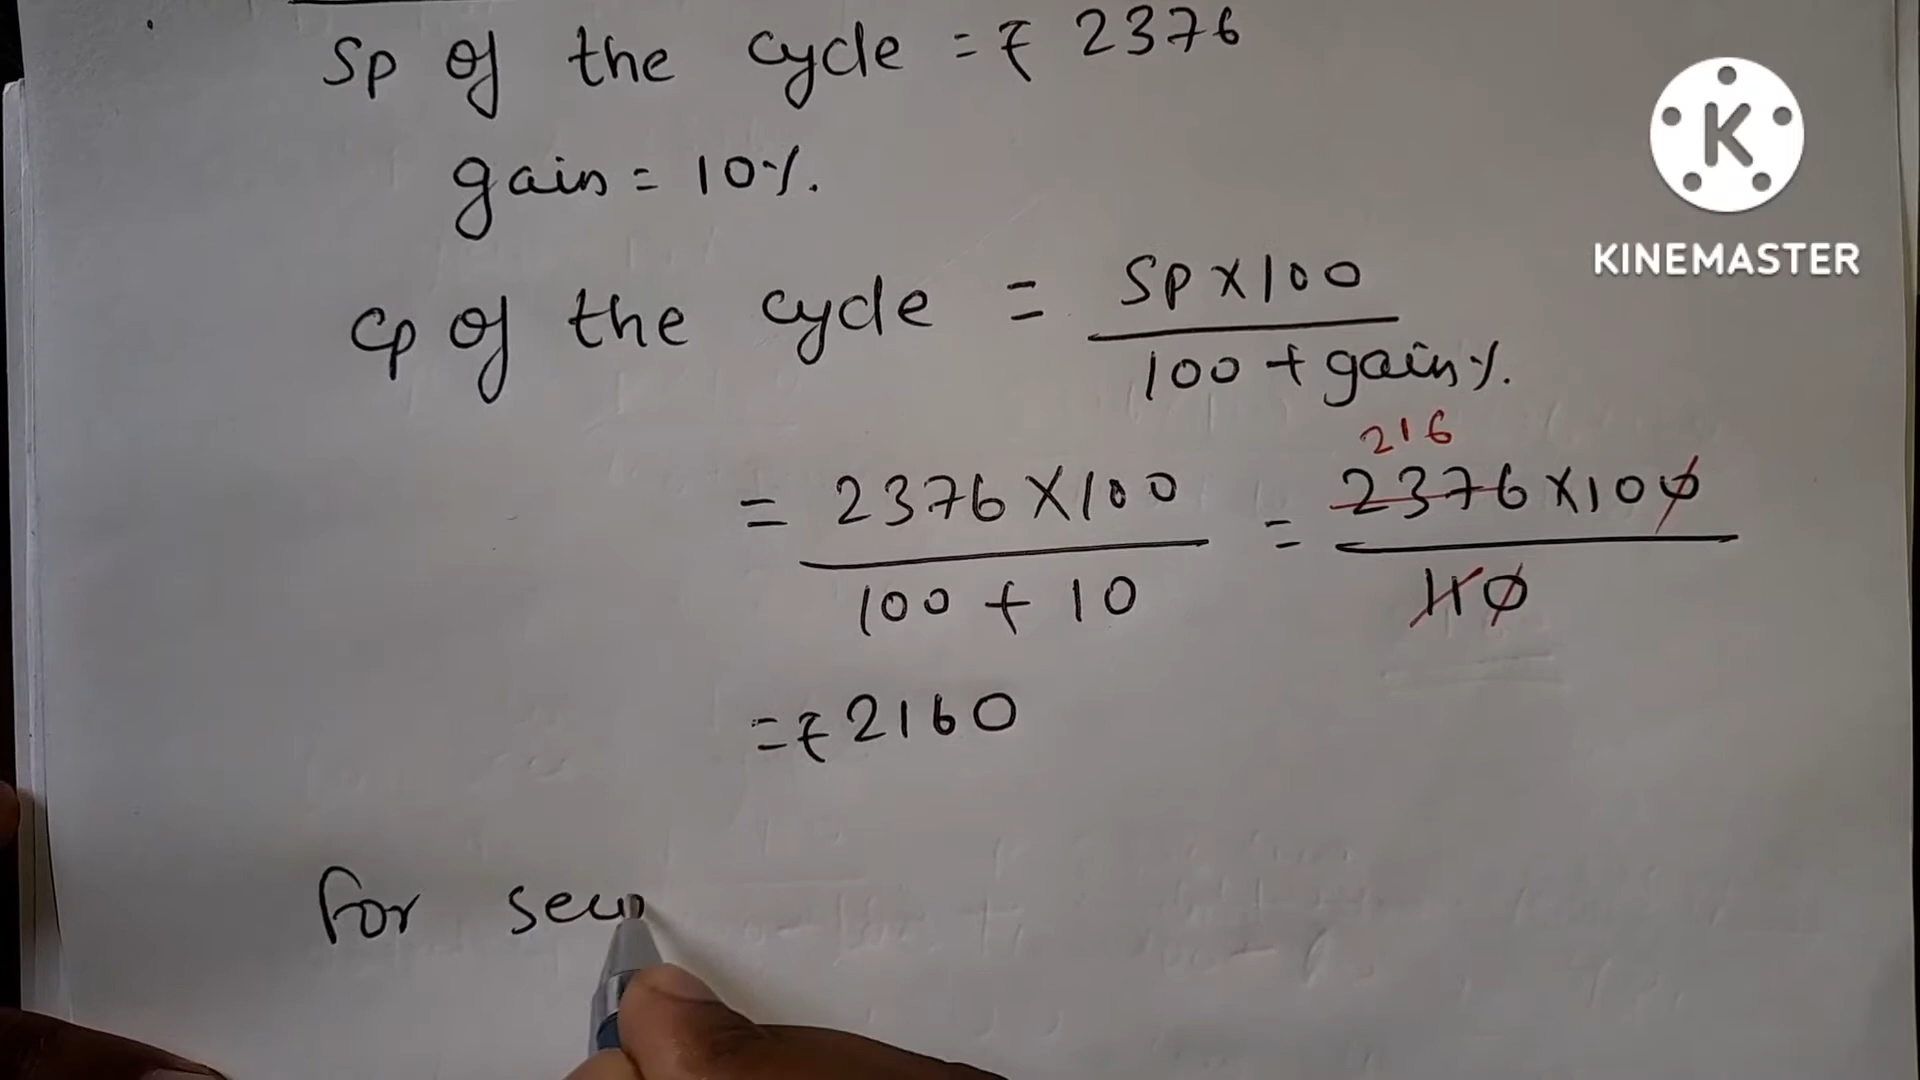 SP of the cycle = ₹ 2376
gain = 10%.
CP of the cycle = SP x 100 / 100 + gain%.
= 2376 X 100 / 100 + 10 = 2376 X 100 / 110
216
= ₹ 2160
For
KINEMASTER